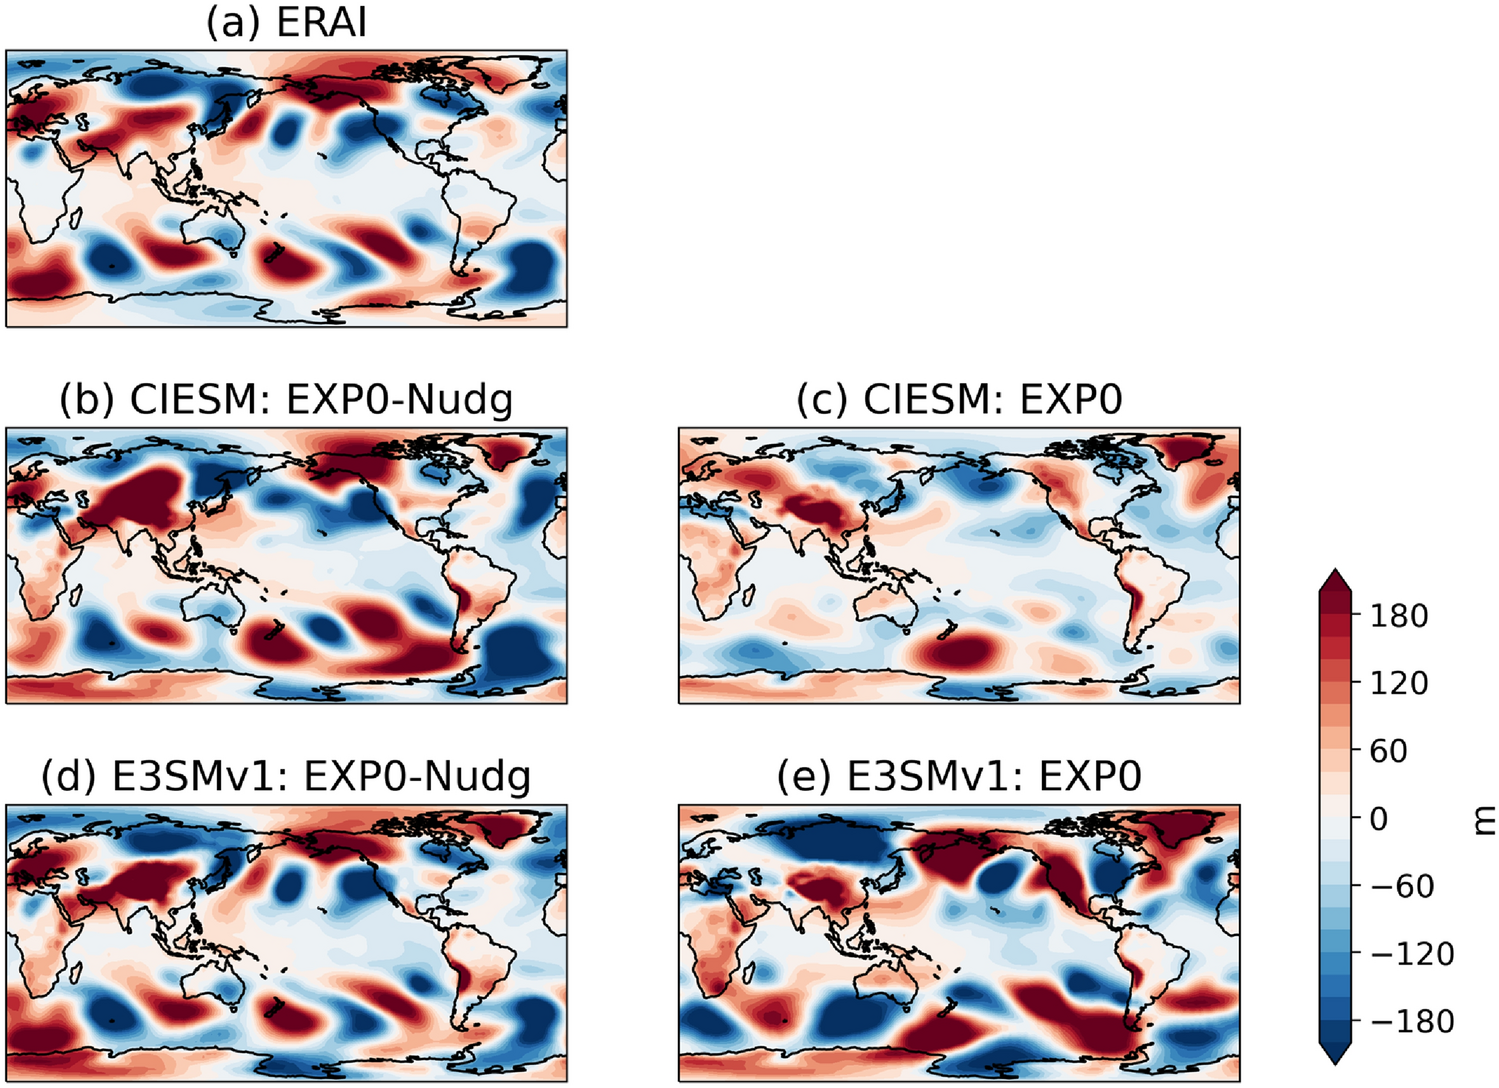 (a) ERAI
(b) CIESM: EXP0-Nudg
(c) CIESM: EXP0
(d) E3SMv1: EXP0-Nudg
(e) E3SMv1: EXP0
180
120
60
0
−60
−120
−180
m